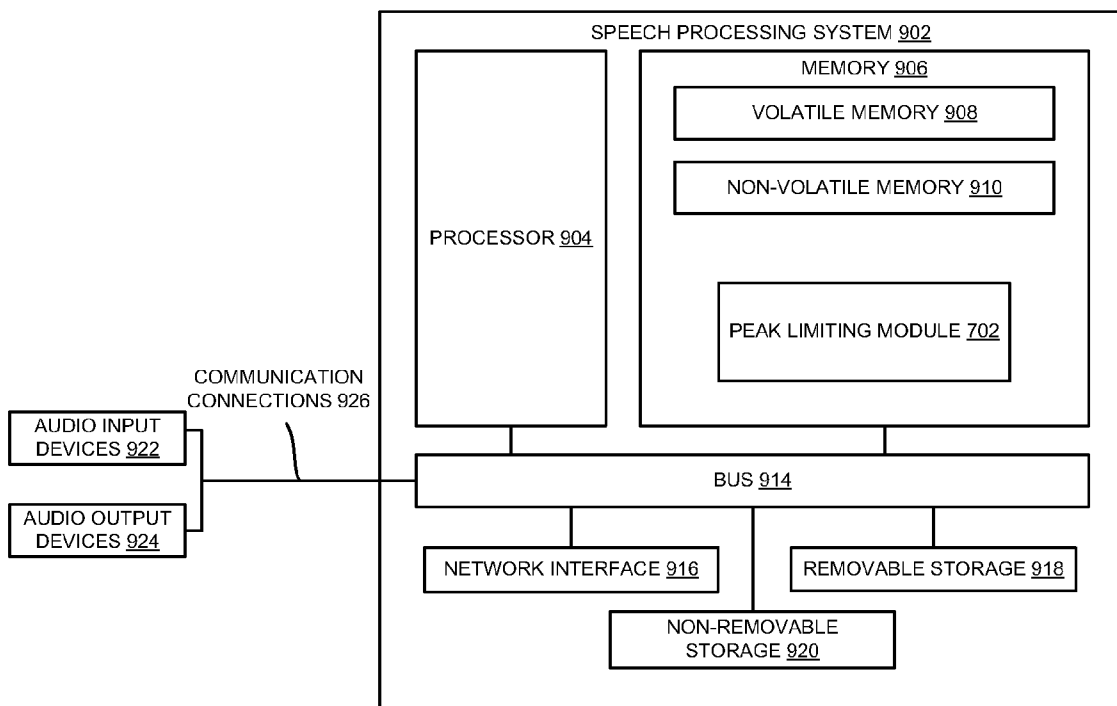 SPEECH PROCESSING SYSTEM 902
MEMORY 906
VOLATILE MEMORY 908
NON-VOLATILE MEMORY 910
PROCESSOR 904
PEAK LIMITING MODULE 702
COMMUNICATION
CONNECTIONS 926
AUDIO INPUT
DEVICES 922
BUS 914
AUDIO OUTPUT
DEVICES 924
NETWORK INTERFACE 916
REMOVABLE STORAGE 918
NON-REMOVABLE
STORAGE 920